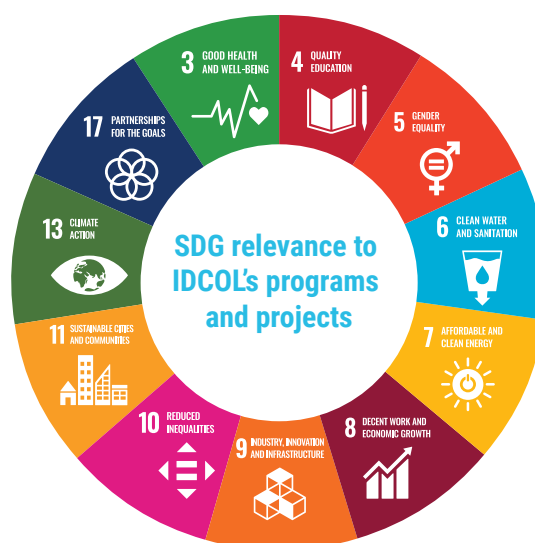 3 GOOD HEALTH
AND WELL-BEING
4 QUALITY
EDUCATION
5 GENDER
EQUALITY
6 CLEAN WATER
AND SANITATION
7 AFFORDABLE AND
CLEAN ENERGY
8 DECENT WORK AND
ECONOMIC GROWTH
9 INDUSTRY, INNOVATION
AND INFRASTRUCTURE
10 REDUCED
INEQUALITIES
11 SUSTAINABLE CITIES
AND COMMUNITIES
13 CLIMATE
ACTION
17 PARTNERSHIPS
FOR THE GOALS
SDG relevance to
IDCOL's programs
and projects